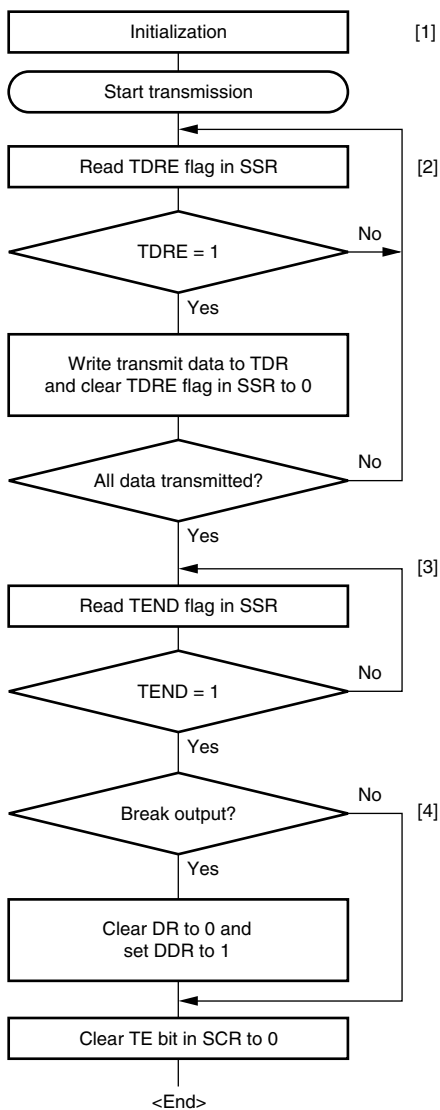 Initialization
[1]
Start transmission
Read TDRE flag in SSR
[2]
TDRE = 1
No
Yes
Write transmit data to TDR
and clear TDRE flag in SSR to 0
All data transmitted?
No
Yes
[3]
Read TEND flag in SSR
TEND = 1
No
Yes
Break output?
No
[4]
Yes
Clear DR to 0 and
set DDR to 1
Clear TE bit in SCR to 0
<End>